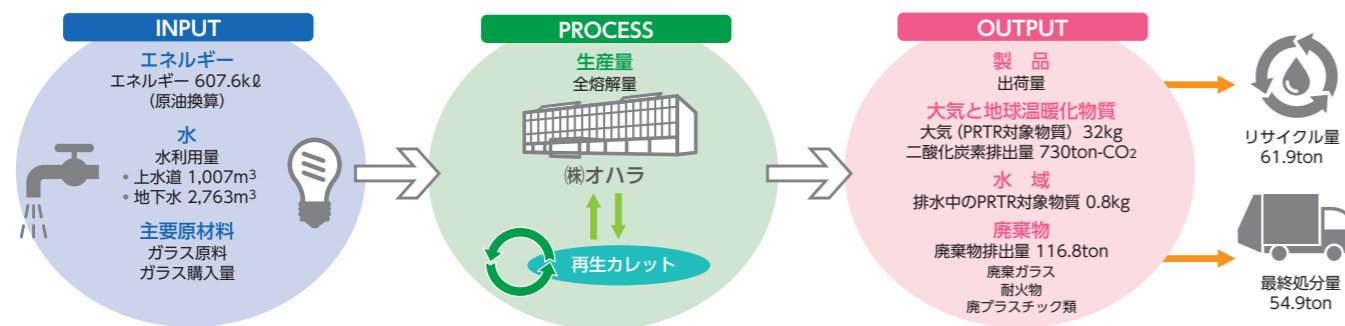 INPUT
エネルギー
エネルギー 607.6kℓ
(原油換算)
水
水利用量
• 上水道 1,007m³
• 地下水 2,763m³
主要原材料
ガラス原料
ガラス購入量
PROCESS
生産量
全熔解量
㈱オハラ
再生カレット
OUTPUT
製 品
出荷量
大気と地球温暖化物質
大気 (PRTR対象物質) 32kg
二酸化炭素排出量 730ton-CO₂
水 域
排水中のPRTR対象物質 0.8kg
廃棄物
廃棄物排出量 116.8ton
廃棄ガラス
耐火物
廃プラスチック類
リサイクル量
61.9ton
最終処分量
54.9ton